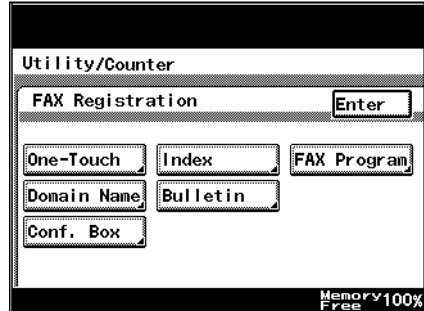 Utility/Counter
FAX Registration Enter
One-Touch Index FAX Program
Domain Name Bulletin
Conf. Box
Memory Free 100%